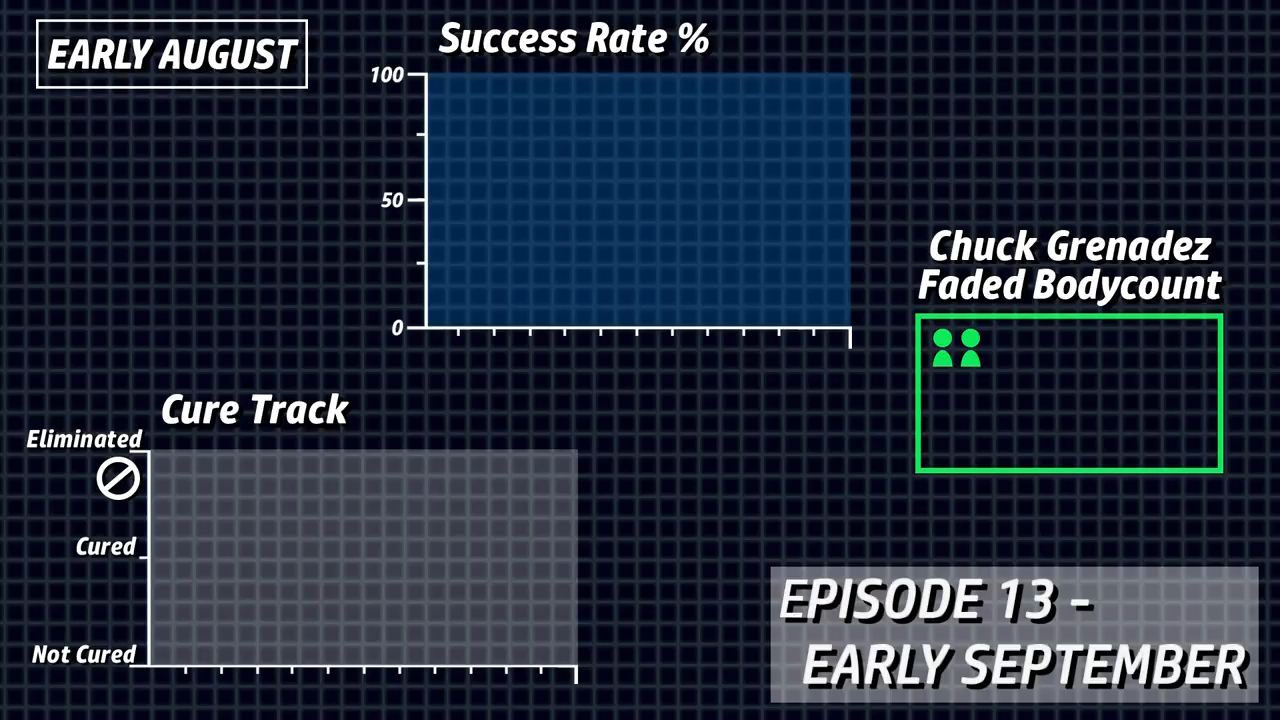 EARLY AUGUST
Success Rate %
100
50
0
Chuck Grenadez
Faded Bodycount
Cure Track
Eliminated
Cured
Not Cured
EPISODE 13 -
EARLY SEPTEMBER